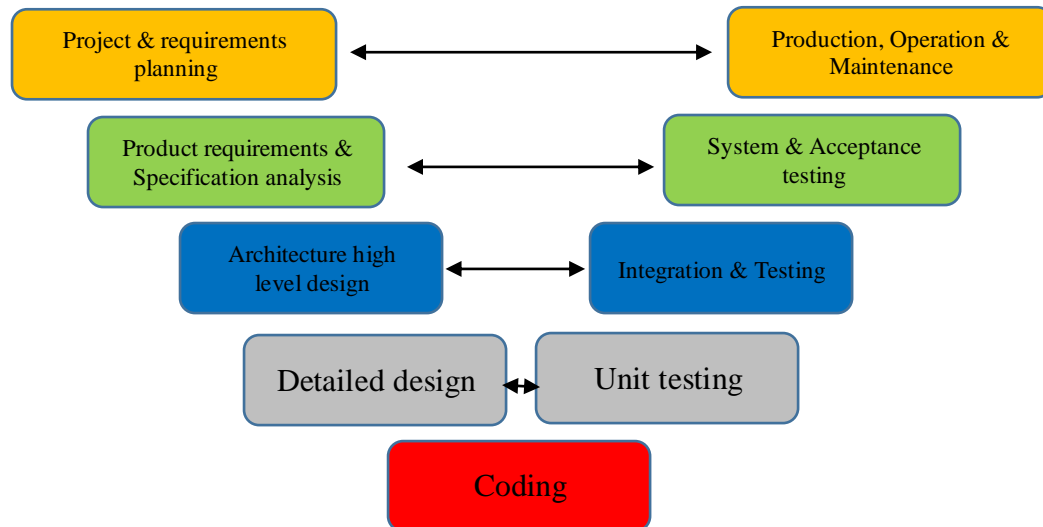 Project & requirements
planning
Production, Operation &
Maintenance
Product requirements &
Specification analysis
System & Acceptance
testing
Architecture high
level design
Integration & Testing
Detailed design
Unit testing
Coding